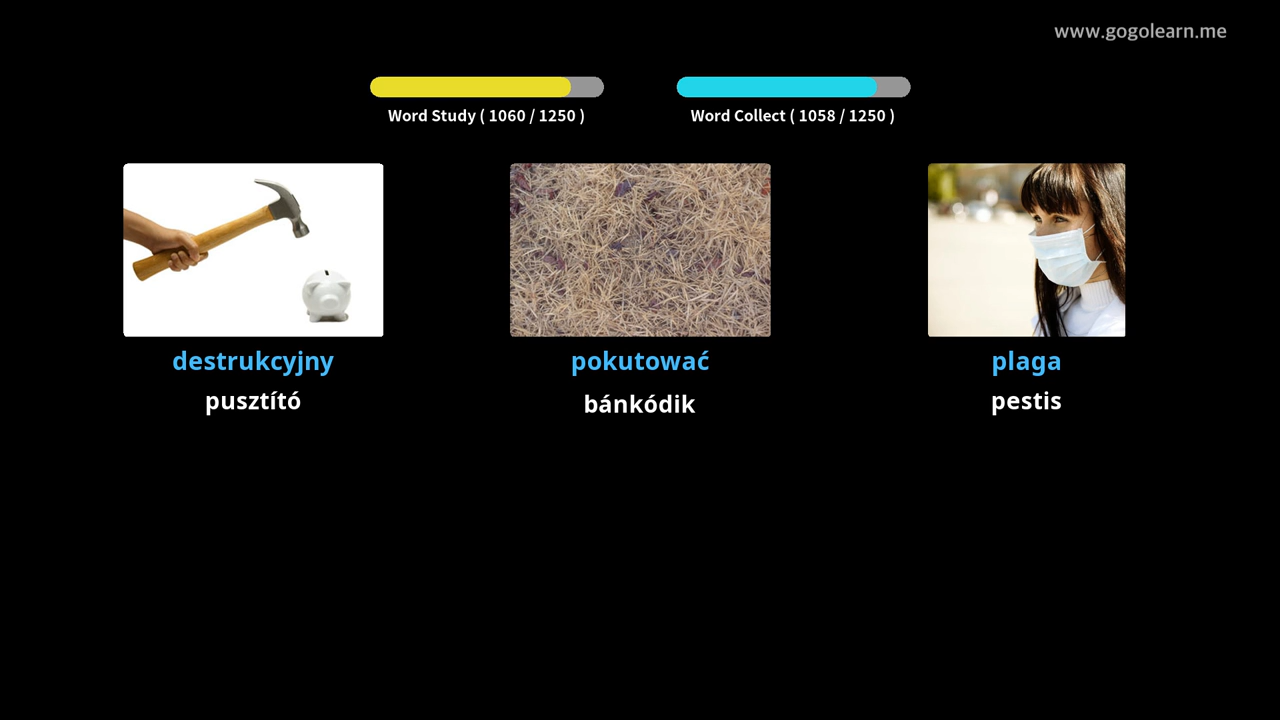 www.gogolearn.me
Word Study ( 1060 / 1250 )
Word Collect ( 1058 / 1250 )
destrukcyjny
pusztító
pokutować
bánkódik
plaga
pestis